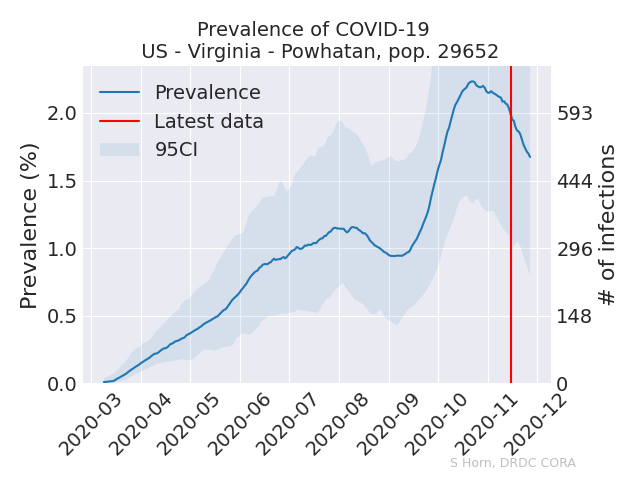 Prevalence of COVID-19
US - Virginia - Powhatan, pop. 29652
Prevalence
Latest data
95CI
Prevalence (%)
2.0
1.5
1.0
0.5
0.0
593
444
296
148
0
# of infections
2020-03
2020-04
2020-05
2020-06
2020-07
2020-08
2020-09
2020-10
2020-11
2020-12
S Horn, DRDC CORA